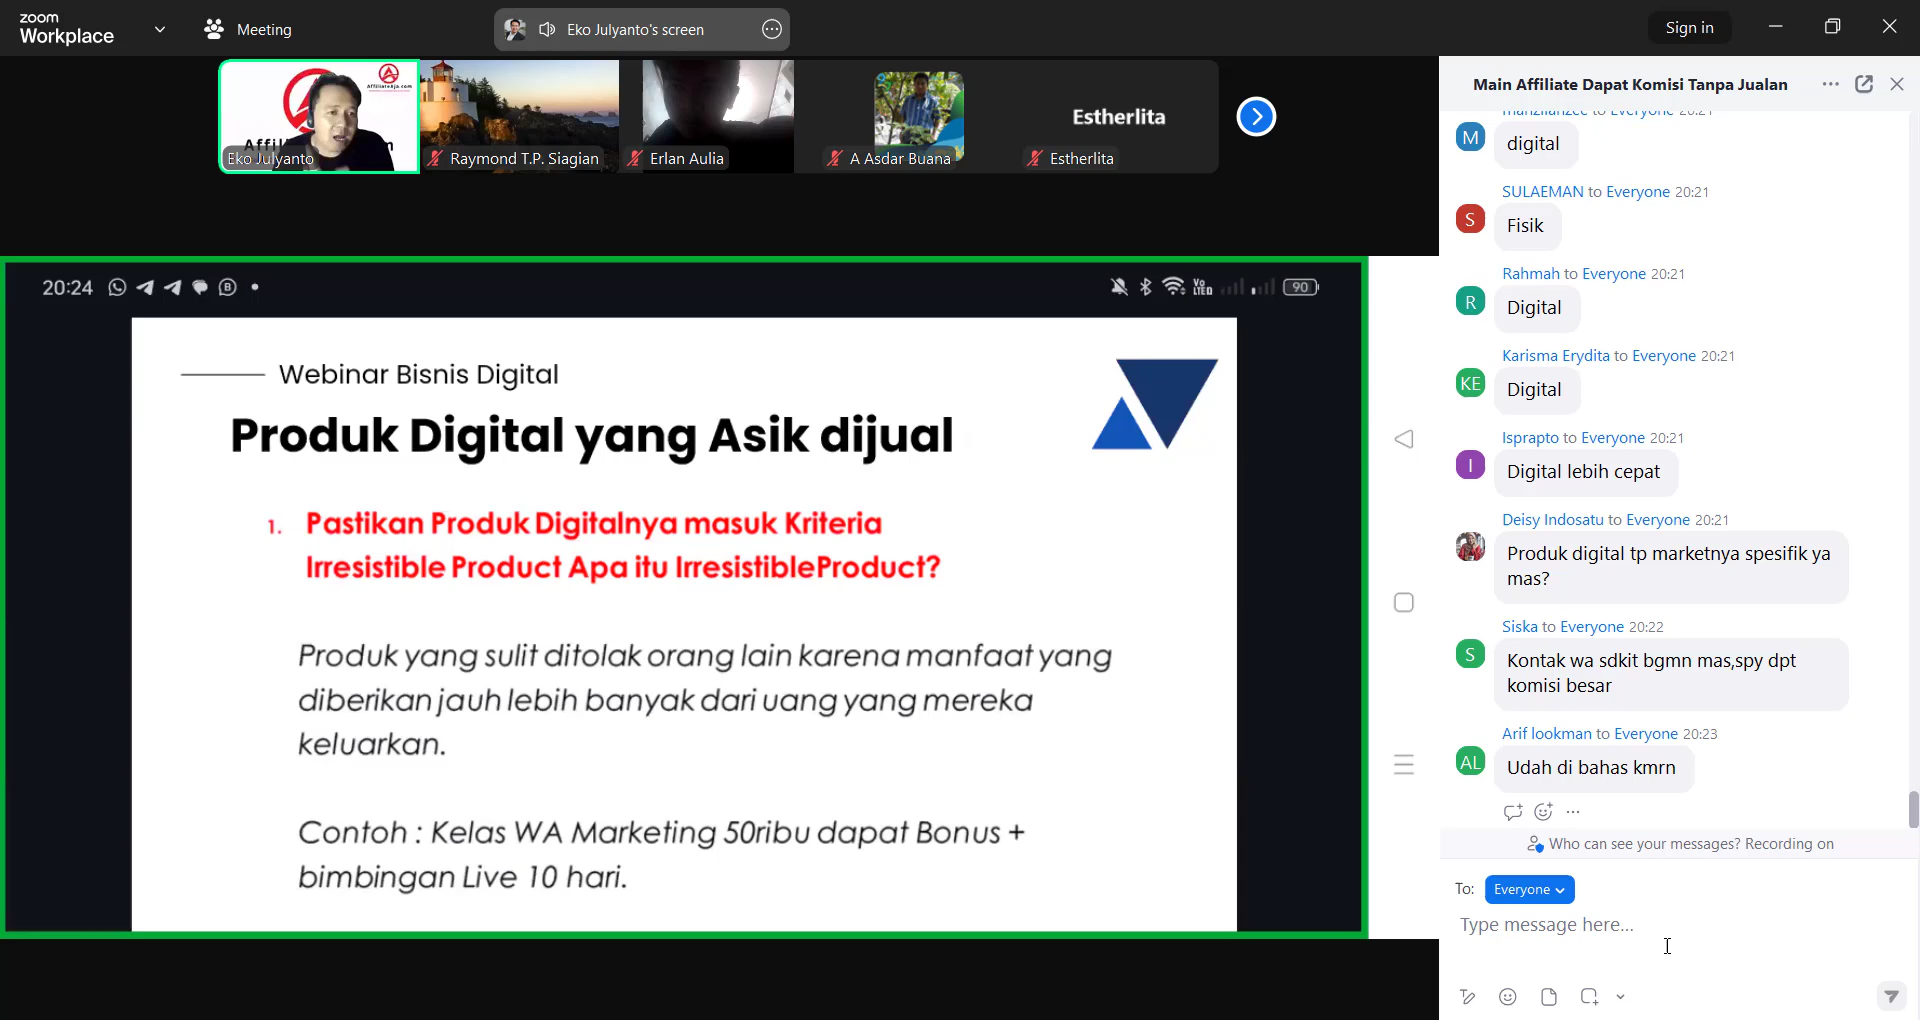 zoom
Workplace
Meeting
Eko Julyanto's screen
Sign in
AffiliateAja.com
Eko Julyanto
Raymond T.P. Siagian
Erlan Aulia
A Asdar Buana
Estherlita
Estherlita
20:24
90
Webinar Bisnis Digital
Produk Digital yang Asik dijual
1. Pastikan Produk Digitalnya masuk Kriteria
Irresistible Product Apa itu IrresistibleProduct?
Produk yang sulit ditolak orang lain karena manfaat yang
diberikan jauh lebih banyak dari uang yang mereka
keluarkan.
Contoh : Kelas WA Marketing 50ribu dapat Bonus +
bimbingan Live 10 hari.
Main Affiliate Dapat Komisi Tanpa Jualan
M
digital
SULAEMAN to Everyone 20:21
S
Fisik
Rahmah to Everyone 20:21
R
Digital
Karisma Erydita to Everyone 20:21
KE
Digital
Isprapto to Everyone 20:21
I
Digital lebih cepat
Deisy Indosatu to Everyone 20:21
Produk digital tp marketnya spesifik ya
mas?
Siska to Everyone 20:22
S
Kontak wa sdkit bgmn mas,spy dpt
komisi besar
Arif lookman to Everyone 20:23
AL
Udah di bahas kmrn
Who can see your messages? Recording on
To: Everyone
Type message here...